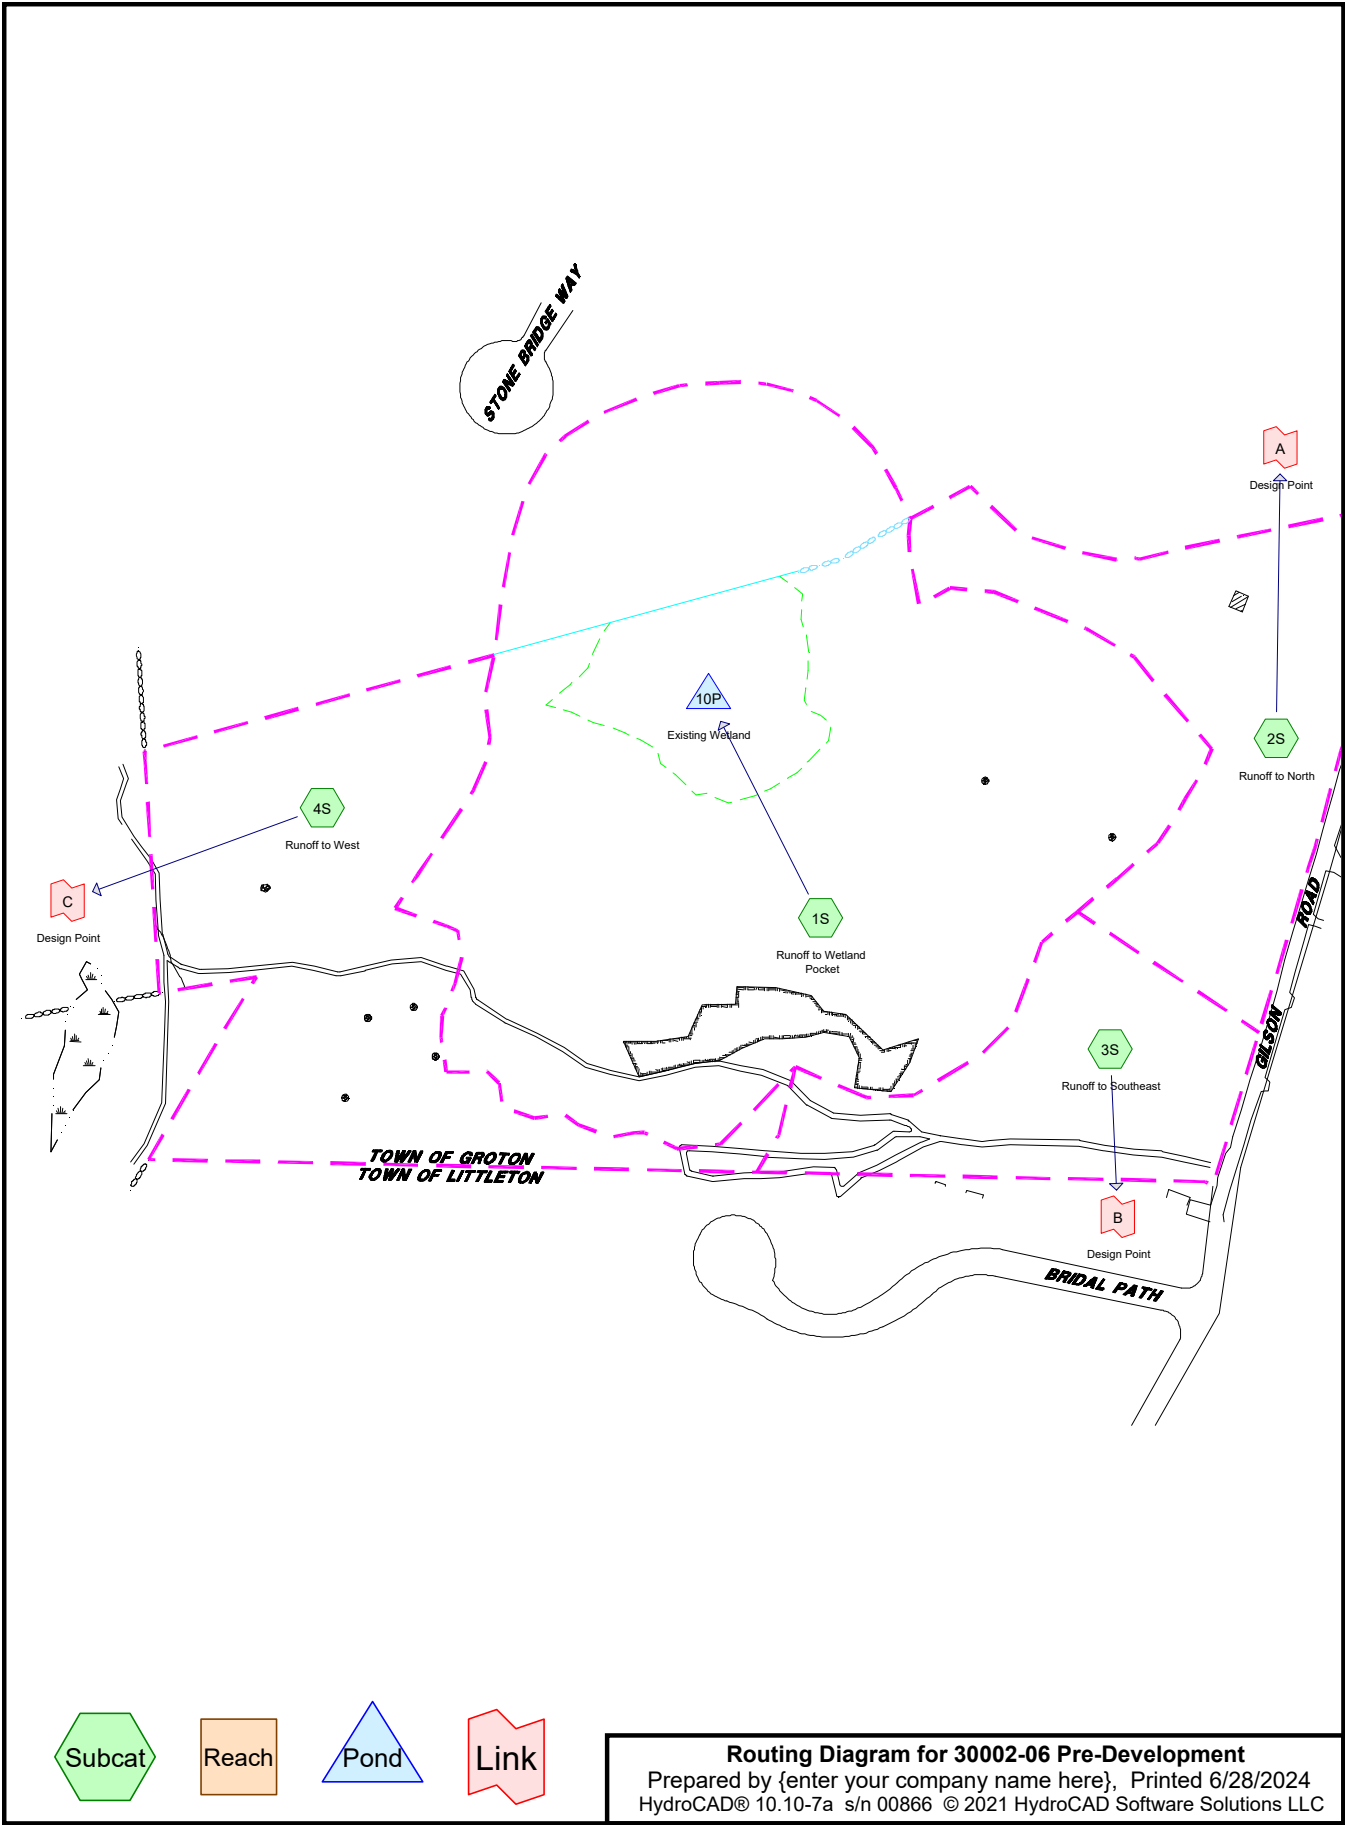 STONE BRIDGE WAY
A
Design Point
10P
Existing Wetland
2S
Runoff to North
4S
Runoff to West
C
Design Point
1S
Runoff to Wetland
Pocket
GILSON ROAD
3S
Runoff to Southeast
TOWN OF GROTON
TOWN OF LITTLETON
B
Design Point
BRIDAL PATH
Subcat
Reach
Pond
Link
Routing Diagram for 30002-06 Pre-Development
Prepared by {enter your company name here}, Printed 6/28/2024
HydroCAD® 10.10-7a s/n 00866 © 2021 HydroCAD Software Solutions LLC